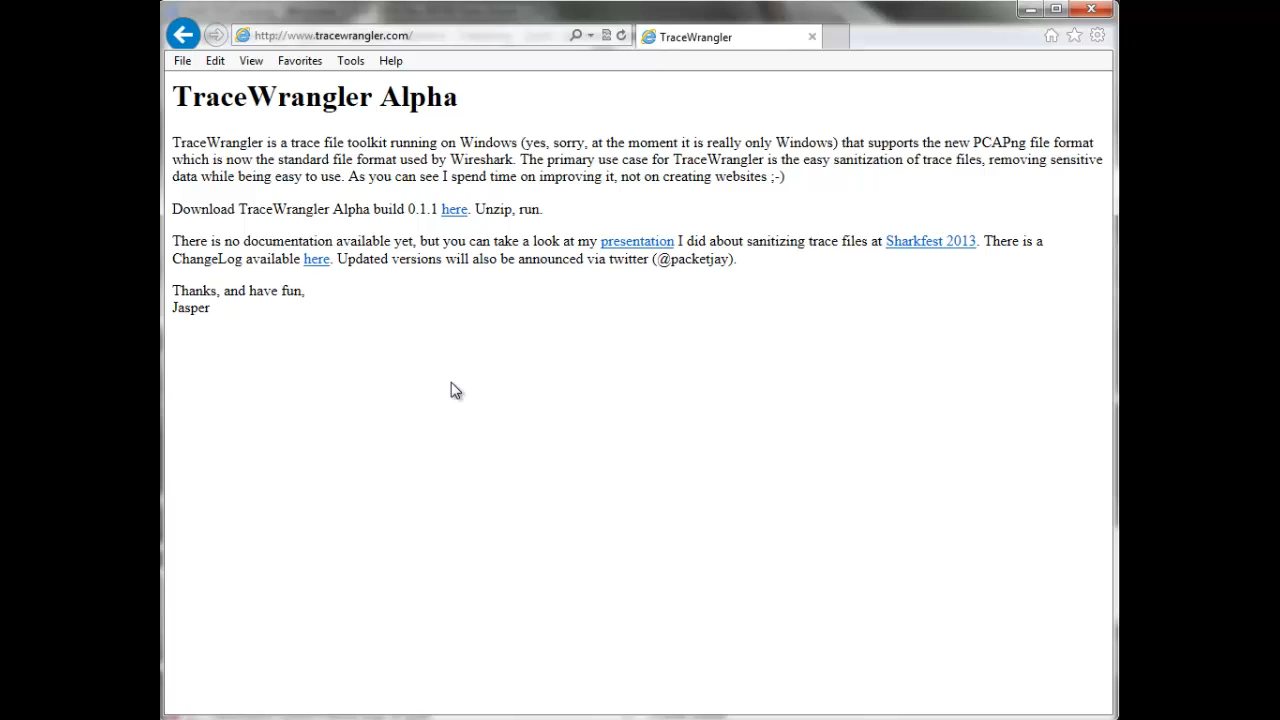 http://www.tracewrangler.com/
TraceWrangler
File Edit View Favorites Tools Help
TraceWrangler Alpha
TraceWrangler is a trace file toolkit running on Windows (yes, sorry, at the moment it is really only Windows) that supports the new PCAPng file format
which is now the standard file format used by Wireshark. The primary use case for TraceWrangler is the easy sanitization of trace files, removing sensitive
data while being easy to use. As you can see I spend time on improving it, not on creating websites ;-)
Download TraceWrangler Alpha build 0.1.1 here. Unzip, run.
There is no documentation available yet, but you can take a look at my presentation I did about sanitizing trace files at Sharkfest 2013. There is a
ChangeLog available here. Updated versions will also be announced via twitter (@packetjay).
Thanks, and have fun,
Jasper